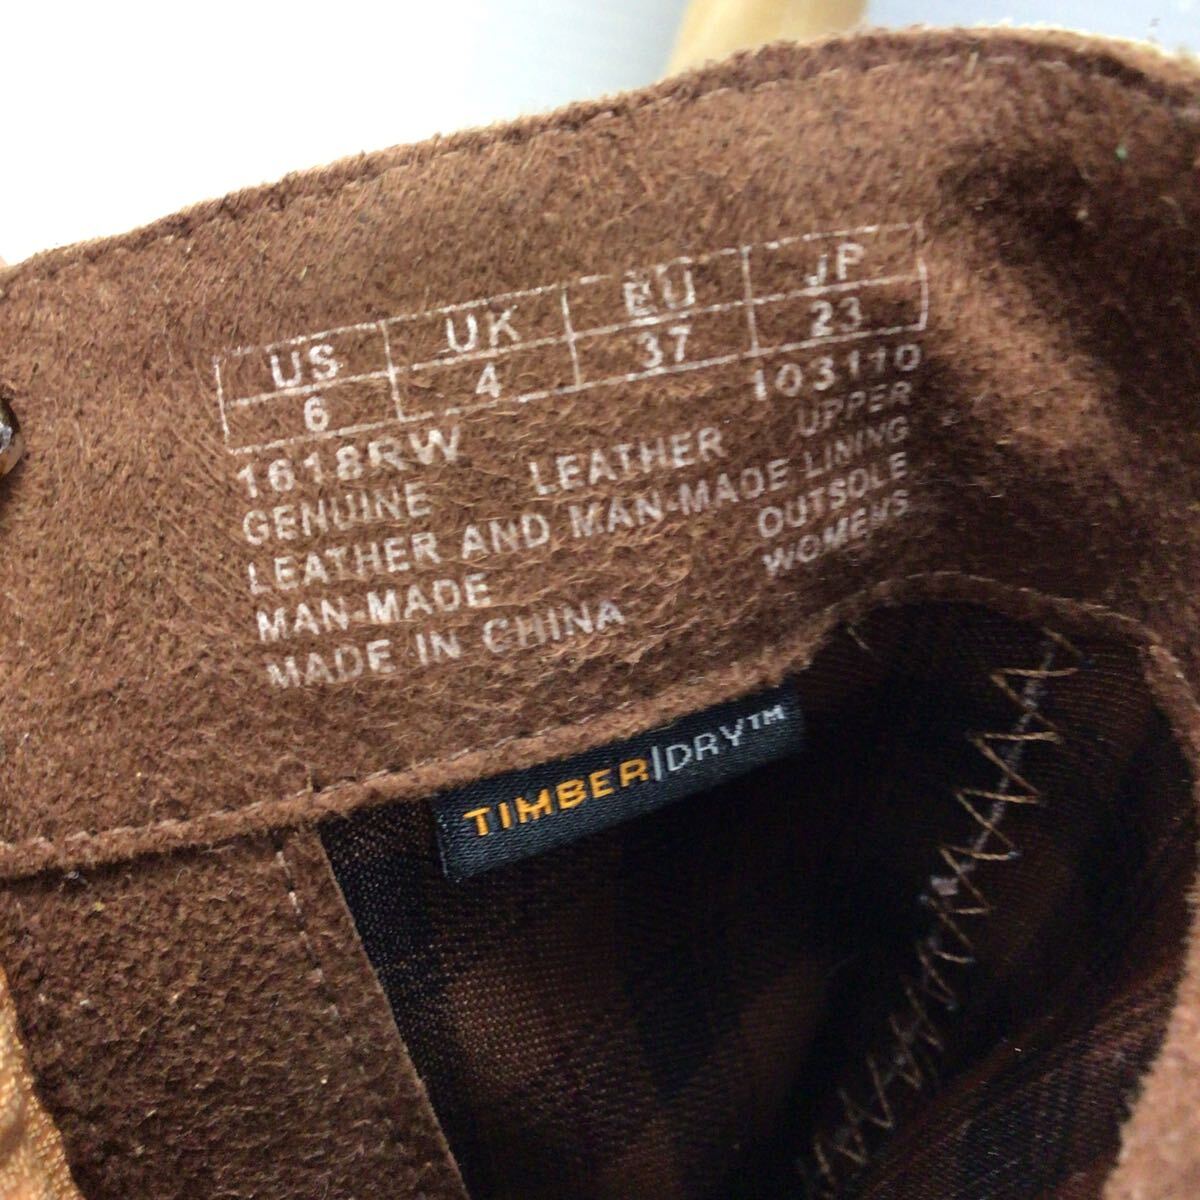 US UK EU JP
6 4 37 23
1618RW 103110
GENUINE LEATHER UPPER
LEATHER AND MAN-MADE LINING
MAN-MADE OUTSOLE
MADE IN CHINA WOMENS
TIMBER|DRY™